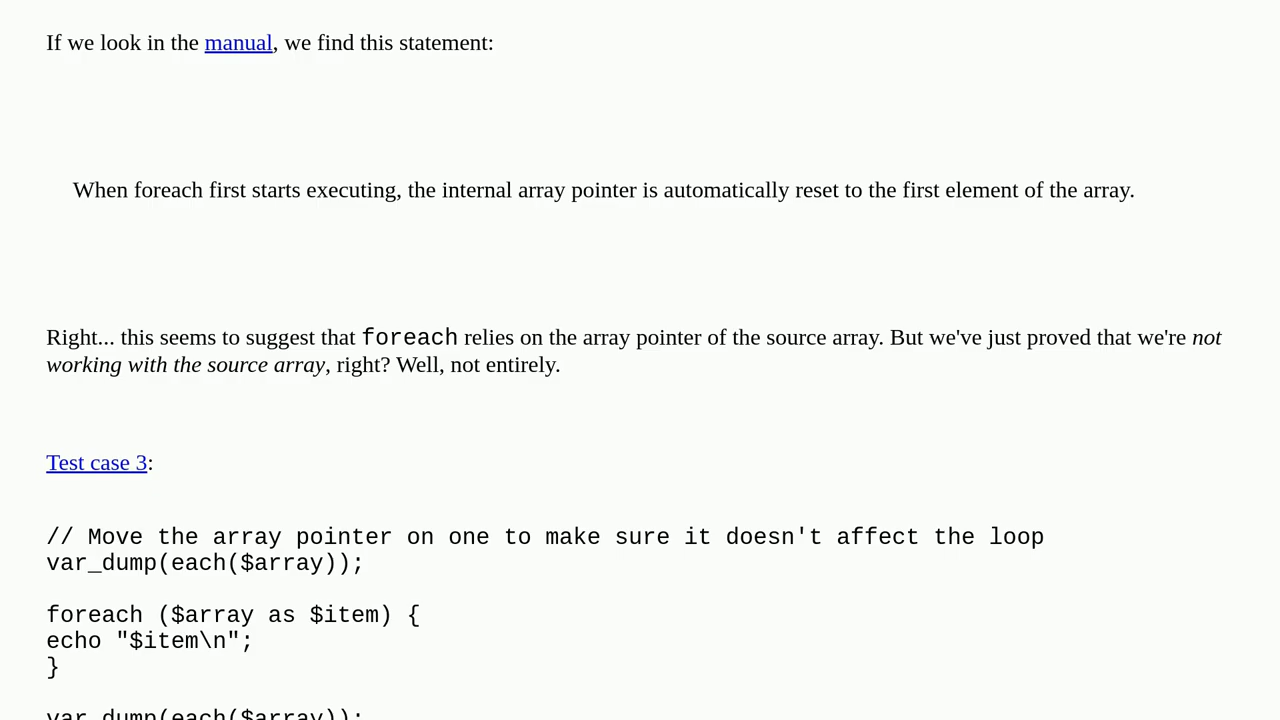 If we look in the manual, we find this statement:
When foreach first starts executing, the internal array pointer is automatically reset to the first element of the array.
Right... this seems to suggest that foreach relies on the array pointer of the source array. But we've just proved that we're not
working with the source array, right? Well, not entirely.
Test case 3:
// Move the array pointer on one to make sure it doesn't affect the loop
var_dump(each($array));
foreach ($array as $item) {
echo "$item\n";
}
var_dump(each($array));